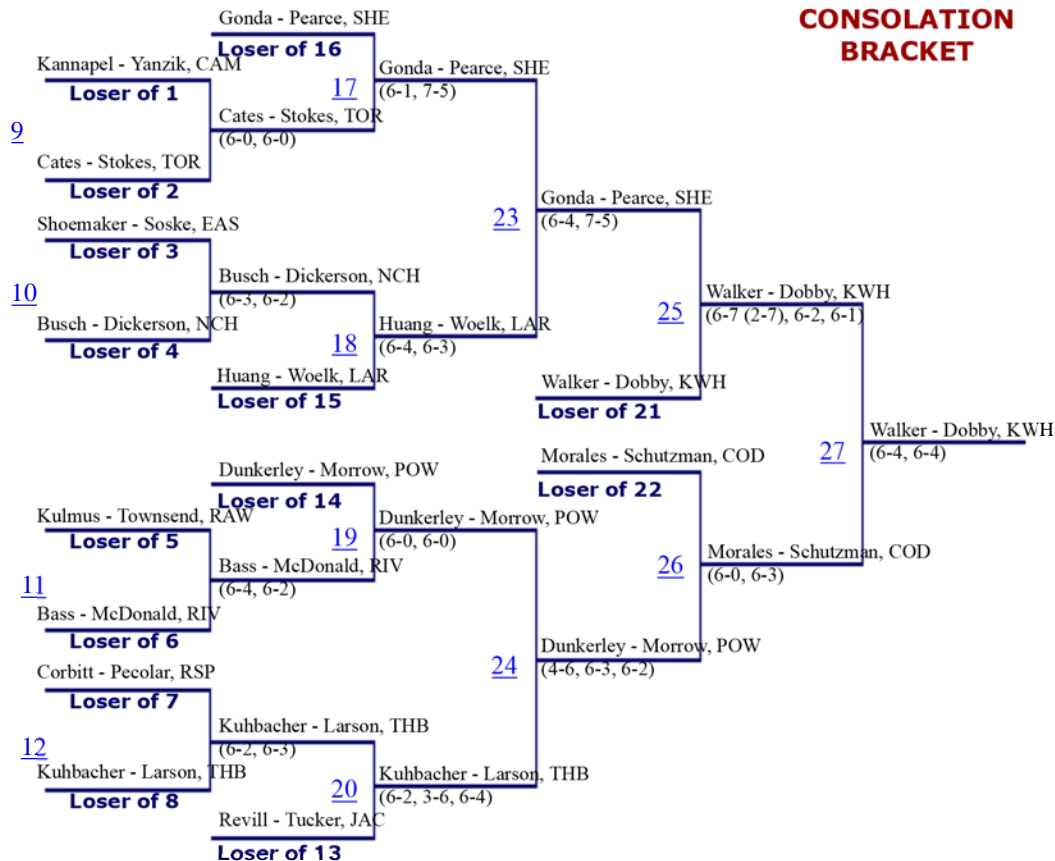 CONSOLATION
BRACKET
Gonda - Pearce, SHE
Loser of 16
Kannapel - Yanzik, CAM
Loser of 1
17
Gonda - Pearce, SHE
(6-1, 7-5)
9
Cates - Stokes, TOR
(6-0, 6-0)
Cates - Stokes, TOR
Loser of 2
23
Gonda - Pearce, SHE
(6-4, 7-5)
Shoemaker - Soske, EAS
Loser of 3
10
Busch - Dickerson, NCH
(6-3, 6-2)
Busch - Dickerson, NCH
Loser of 4
18
Huang - Woelk, LAR
(6-4, 6-3)
Huang - Woelk, LAR
Loser of 15
25
Walker - Dobby, KWH
(6-7 (2-7), 6-2, 6-1)
Walker - Dobby, KWH
Loser of 21
27
Walker - Dobby, KWH
(6-4, 6-4)
Morales - Schutzman, COD
Loser of 22
Dunkerley - Morrow, POW
Loser of 14
Kulmus - Townsend, RAW
Loser of 5
19
Dunkerley - Morrow, POW
(6-0, 6-0)
11
Bass - McDonald, RIV
(6-4, 6-2)
Bass - McDonald, RIV
Loser of 6
26
Morales - Schutzman, COD
(6-0, 6-3)
24
Dunkerley - Morrow, POW
(4-6, 6-3, 6-2)
Corbitt - Pecolar, RSP
Loser of 7
12
Kuhbacher - Larson, THB
(6-2, 6-3)
Kuhbacher - Larson, THB
Loser of 8
20
Kuhbacher - Larson, THB
(6-2, 3-6, 6-4)
Revill - Tucker, JAC
Loser of 13